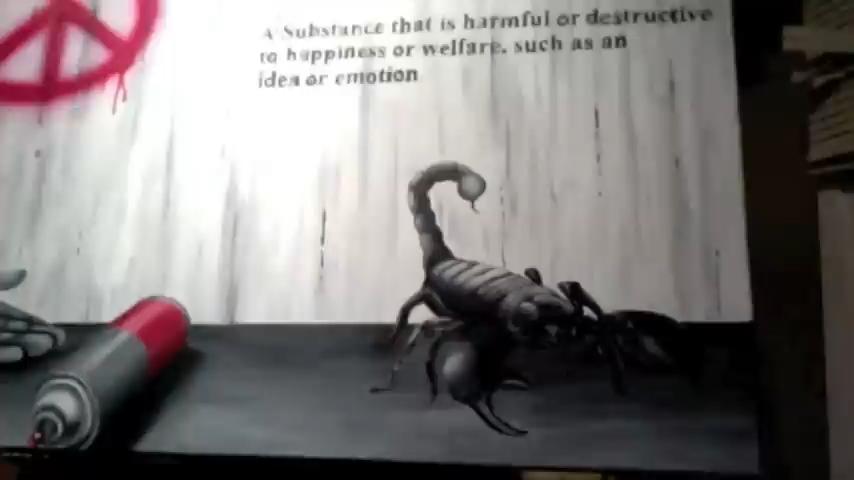 A Substance that is harmful or destructive
to happiness or welfare, such as an
idea or emotion